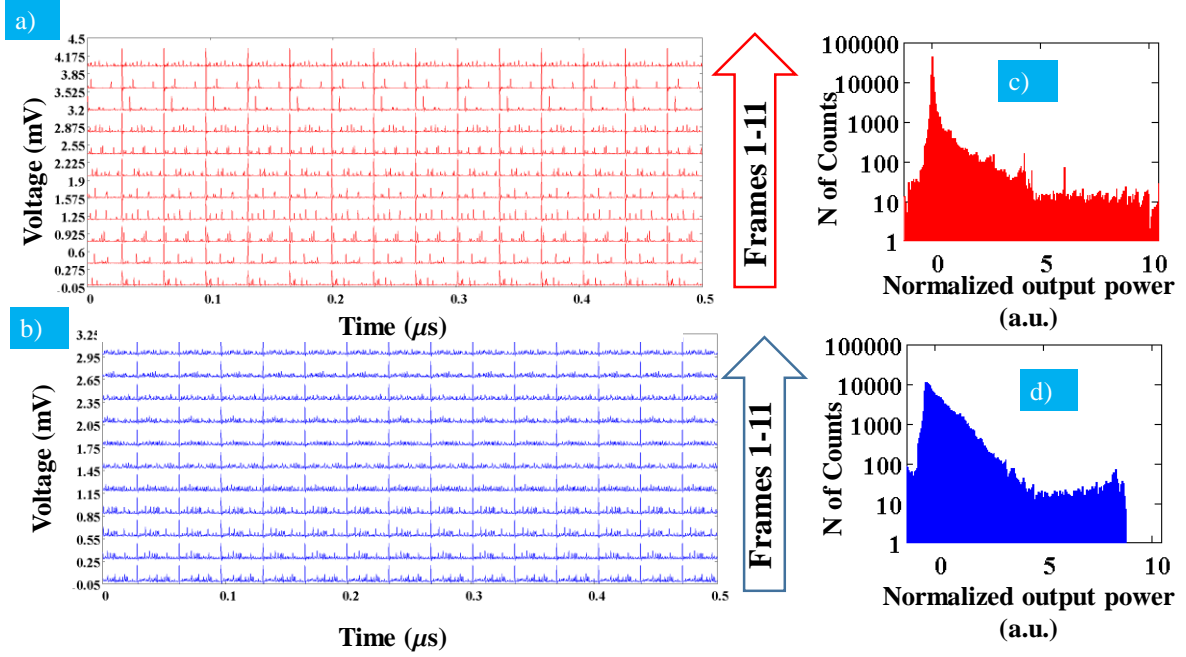 a)
4.5
4.175
3.85
3.525
3.2
2.875
2.55
2.225
1.9
1.575
1.25
0.925
0.6
0.275
-0.05
Voltage (mV)
0 0.1 0.2 0.3 0.4 0.5
Time (μs)
Frames 1-11
c)
100000
10000
1000
100
10
1
N of Counts
0 5 10
Normalized output power
(a.u.)
b)
3.25
2.95
2.65
2.35
2.05
1.75
1.45
1.15
0.85
0.55
0.25
-0.05
Voltage (mV)
0 0.1 0.2 0.3 0.4 0.5
Time (μs)
Frames 1-11
d)
100000
10000
1000
100
10
1
N of Counts
0 5 10
Normalized output power
(a.u.)